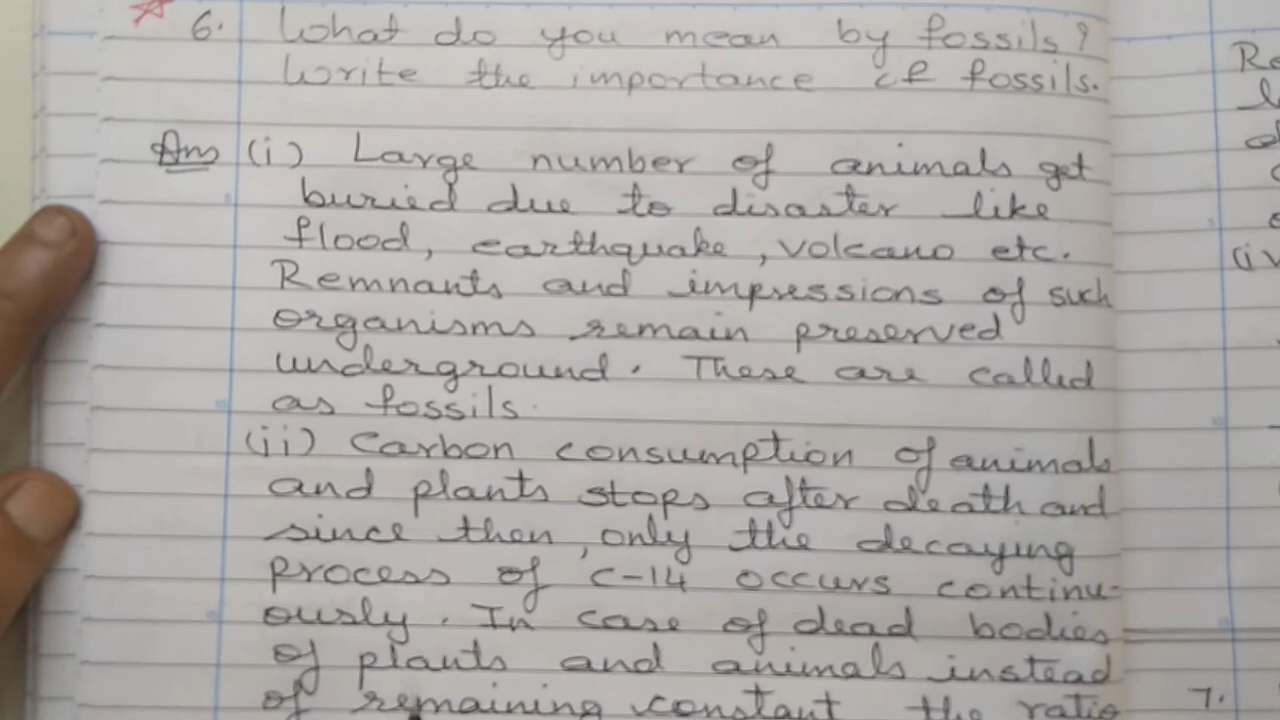 6. What do you mean by fossils?
Write the importance of fossils.
Ans (i) Large number of animals get
buried due to disaster like
flood, earthquake, volcano etc.
Remnants and impressions of such
organisms remain preserved
underground. These are called
as fossils.
(ii) Carbon consumption of animals
and plants stops after death and
since then, only the decaying
process of C-14 occurs continu-
ously. In case of dead bodies
of plants and animals instead
of remaining constant the ratio
Re
(iv
7.